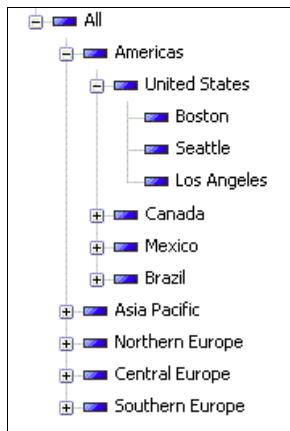 All
Americas
United States
Boston
Seattle
Los Angeles
Canada
Mexico
Brazil
Asia Pacific
Northern Europe
Central Europe
Southern Europe